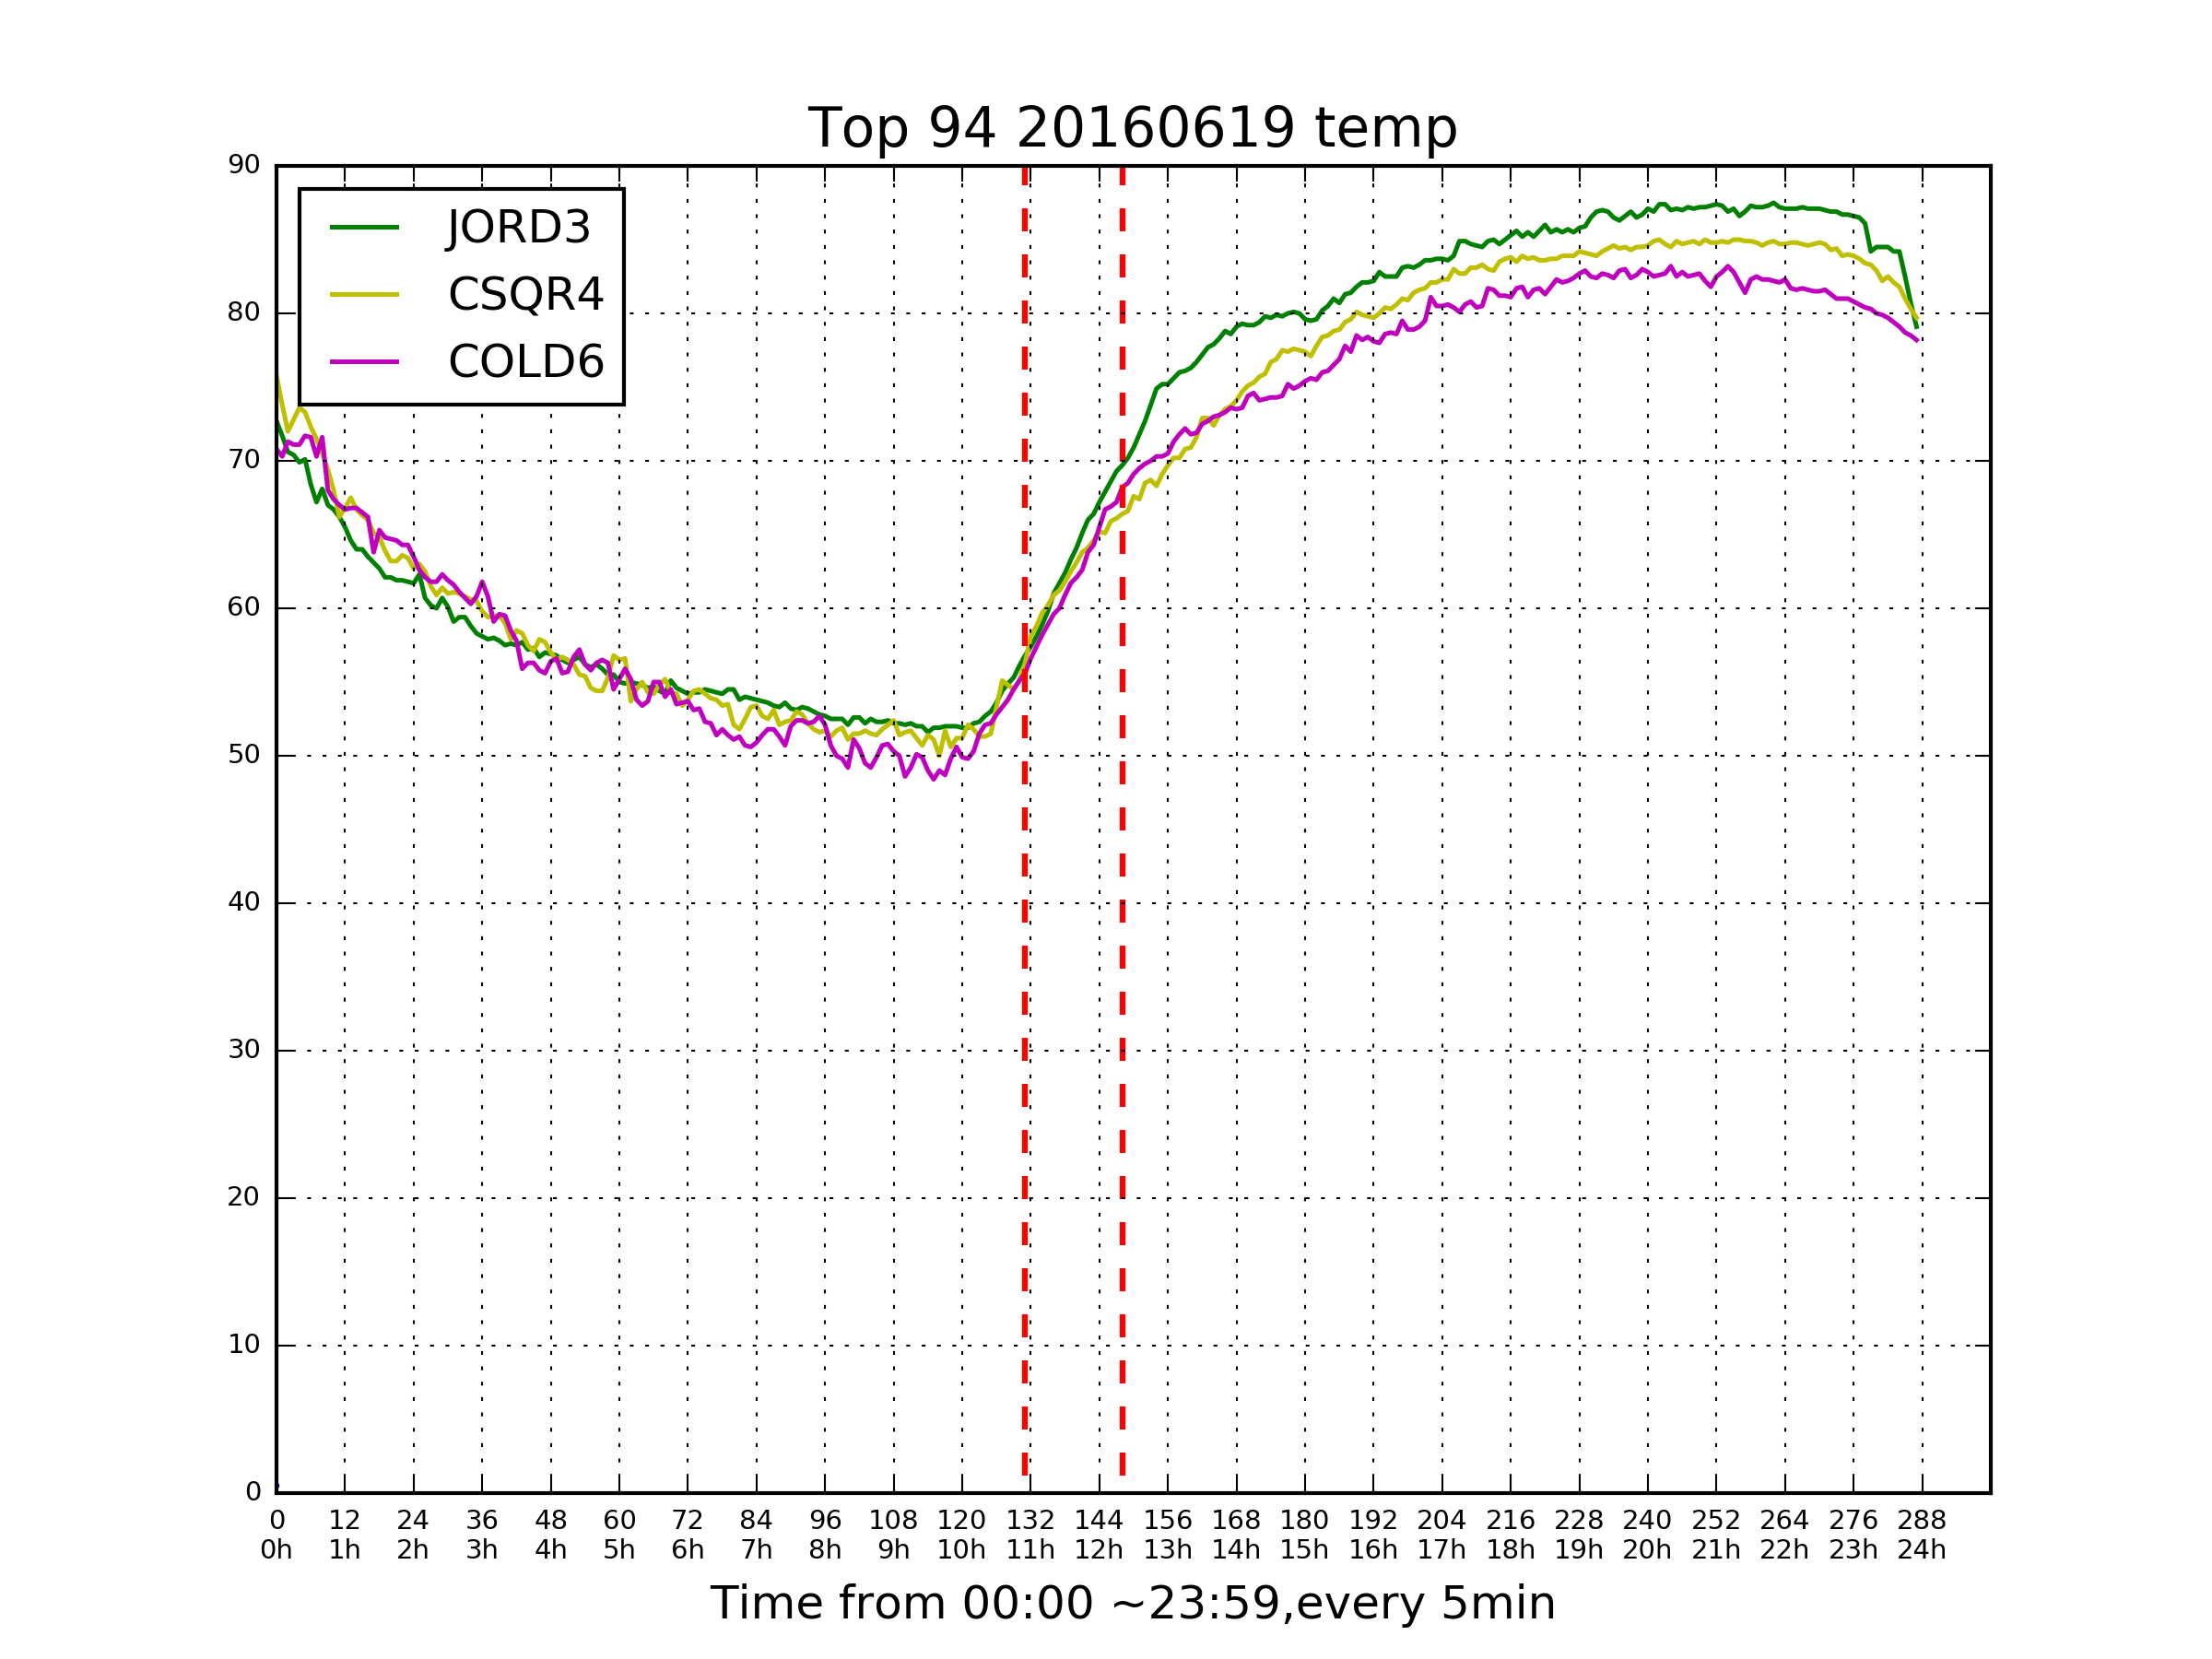 Top 94 20160619 temp
90
80
70
60
50
40
30
20
10
0
JORD3
CSQR4
COLD6
0 12 24 36 48 60 72 84 96 108 120 132 144 156 168 180 192 204 216 228 240 252 264 276 288
0h 1h 2h 3h 4h 5h 6h 7h 8h 9h 10h 11h 12h 13h 14h 15h 16h 17h 18h 19h 20h 21h 22h 23h 24h
Time from 00:00 ~23:59,every 5min